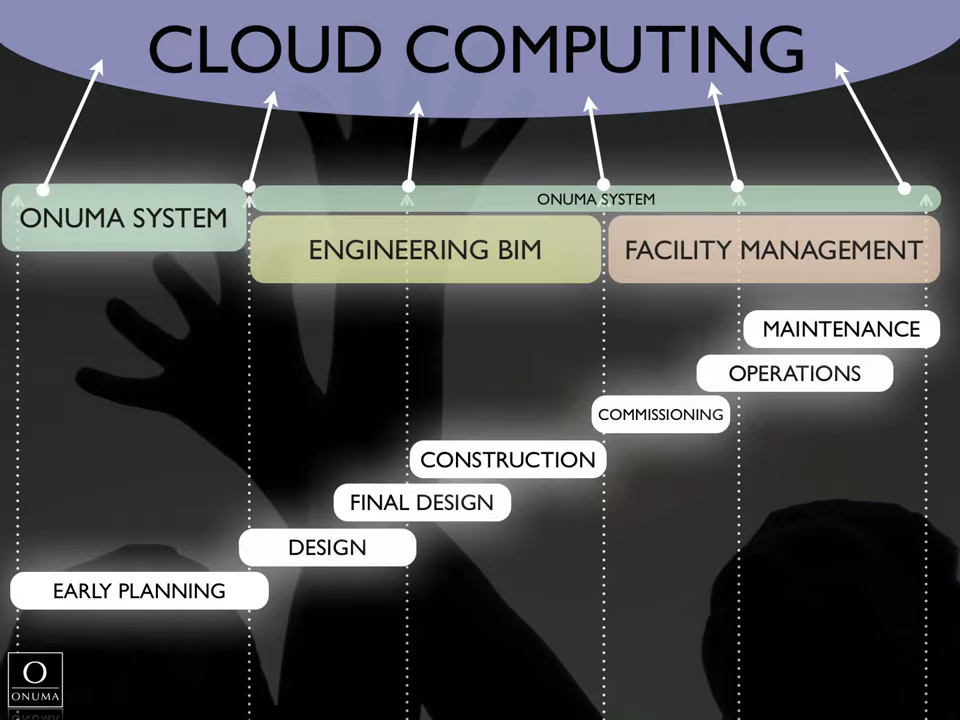 CLOUD COMPUTING
ONUMA SYSTEM
ONUMA SYSTEM
ENGINEERING BIM
FACILITY MANAGEMENT
MAINTENANCE
OPERATIONS
COMMISSIONING
CONSTRUCTION
FINAL DESIGN
DESIGN
EARLY PLANNING
O
ONUMA